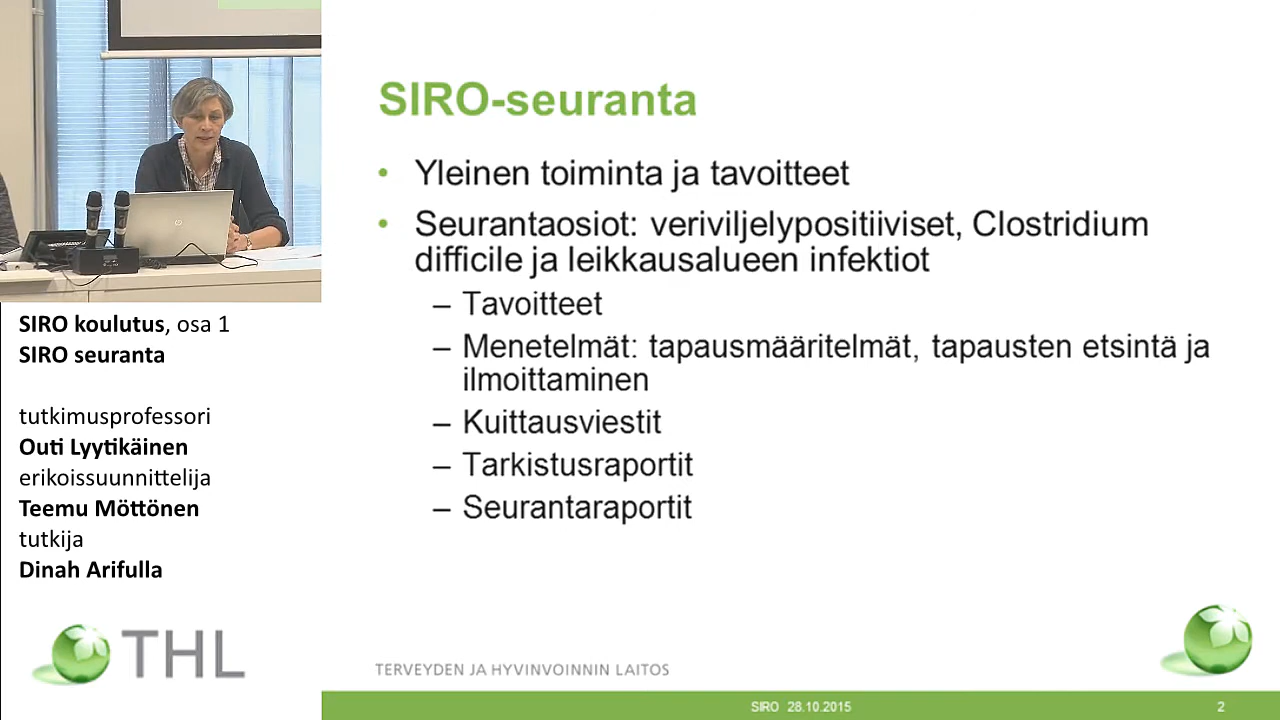 SIRO koulutus, osa 1
SIRO seuranta
tutkimusprofessori
Outi Lyytikäinen
erikoissuunnittelija
Teemu Möttönen
tutkija
Dinah Arifulla
THL
SIRO-seuranta
• Yleinen toiminta ja tavoitteet
• Seurantaosiot: veriviljelypositiiviset, Clostridium
difficile ja leikkausalueen infektiot
– Tavoitteet
– Menetelmät: tapausmääritelmät, tapausten etsintä ja
ilmoittaminen
– Kuittausviestit
– Tarkistusraportit
– Seurantaraportit
TERVEYDEN JA HYVINVOINNIN LAITOS
SIRO 28.10.2015
2